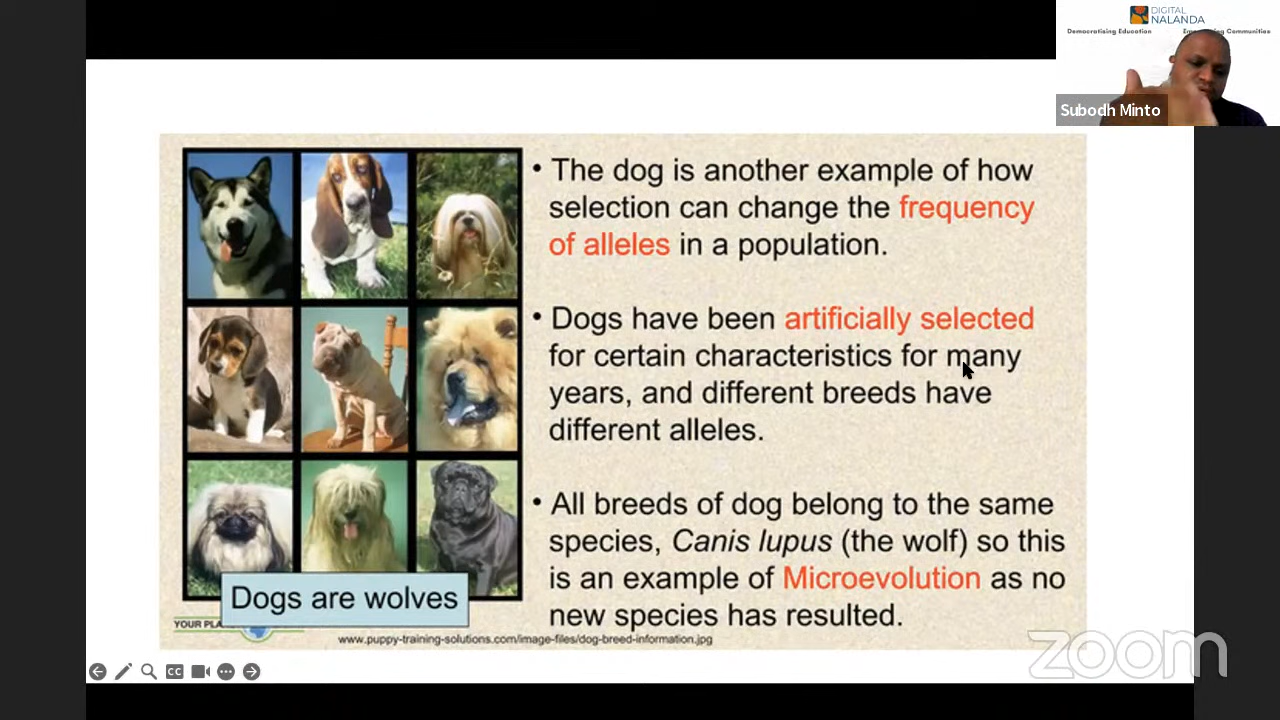 DIGITAL
NALANDA
Democratising Education
Communities
Subodh Minto
• The dog is another example of how
selection can change the frequency
of alleles in a population.
• Dogs have been artificially selected
for certain characteristics for many
years, and different breeds have
different alleles.
• All breeds of dog belong to the same
species, Canis lupus (the wolf) so this
is an example of Microevolution as no
new species has resulted.
Dogs are wolves
YOUR
www.puppy-training-solutions.com/image-files/dog-breed-information.jpg
CC
zoom